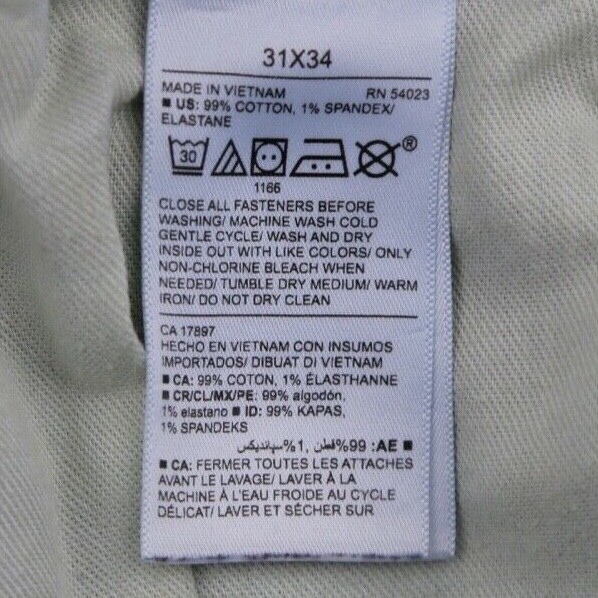 31X34
MADE IN VIETNAM RN 54023
■ US: 99% COTTON, 1% SPANDEX/
ELASTANE
30 ®
1166
CLOSE ALL FASTENERS BEFORE
WASHING/ MACHINE WASH COLD
GENTLE CYCLE/ WASH AND DRY
INSIDE OUT WITH LIKE COLORS/ ONLY
NON-CHLORINE BLEACH WHEN
NEEDED/ TUMBLE DRY MEDIUM/ WARM
IRON/ DO NOT DRY CLEAN
CA 17897
HECHO EN VIETNAM CON INSUMOS
IMPORTADOS/ DIBUAT DI VIETNAM
■ CA: 99% COTON, 1% ÉLASTHANNE
■ CR/CL/MX/PE: 99% algodón,
1% elastano ■ ID: 99% KAPAS,
1% SPANDEKS
■ AE: 99% قطن, 1% سپاندیکس
■ CA: FERMER TOUTES LES ATTACHES
AVANT LE LAVAGE/ LAVER À LA
MACHINE À L'EAU FROIDE AU CYCLE
DÉLICAT/ LAVER ET SÉCHER SUR